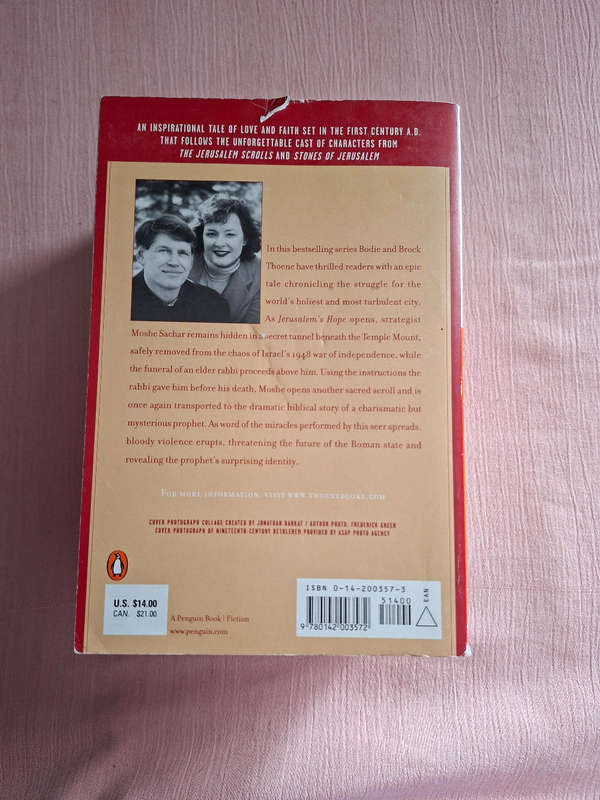 AN INSPIRATIONAL TALE OF LOVE AND FAITH SET IN THE FIRST CENTURY A.D.
THAT FOLLOWS THE UNFORGETTABLE CAST OF CHARACTERS FROM
THE JERUSALEM SCROLLS AND STONES OF JERUSALEM
In this bestselling series Bodie and Brock
Thoene have thrilled readers with an epic
tale chronicling the struggle for the
world's holiest and most turbulent city.
As Jerusalem's Hope opens, strategist
Moshe Sachar remains hidden in a secret tunnel beneath the Temple Mount,
safely removed from the chaos of Israel's 1948 war of independence, while
the funeral of an elder rabbi proceeds above him. Using the instructions the
rabbi gave him before his death, Moshe opens another sacred scroll and is
once again transported to the dramatic biblical story of a charismatic but
mysterious prophet. As word of the miracles performed by this seer spreads,
bloody violence erupts, threatening the future of the Roman state and
revealing the prophet's surprising identity.
FOR MORE INFORMATION, VISIT WWW.THOENEBOOKS.COM
COVER PHOTOGRAPH COLLAGE CREATED BY JONATHAN BARKAT / AUTHOR PHOTO: FREDERICK GREEN
COVER PHOTOGRAPH OF NINETEENTH CENTURY BETHLEHEM PROVIDED BY ASAP PHOTO AGENCY
U.S. $14.00
CAN. $21.00
A Penguin Book | Fiction
www.penguin.com
ISBN 0-14-200357-3
51400
EAN
9 780142 003572